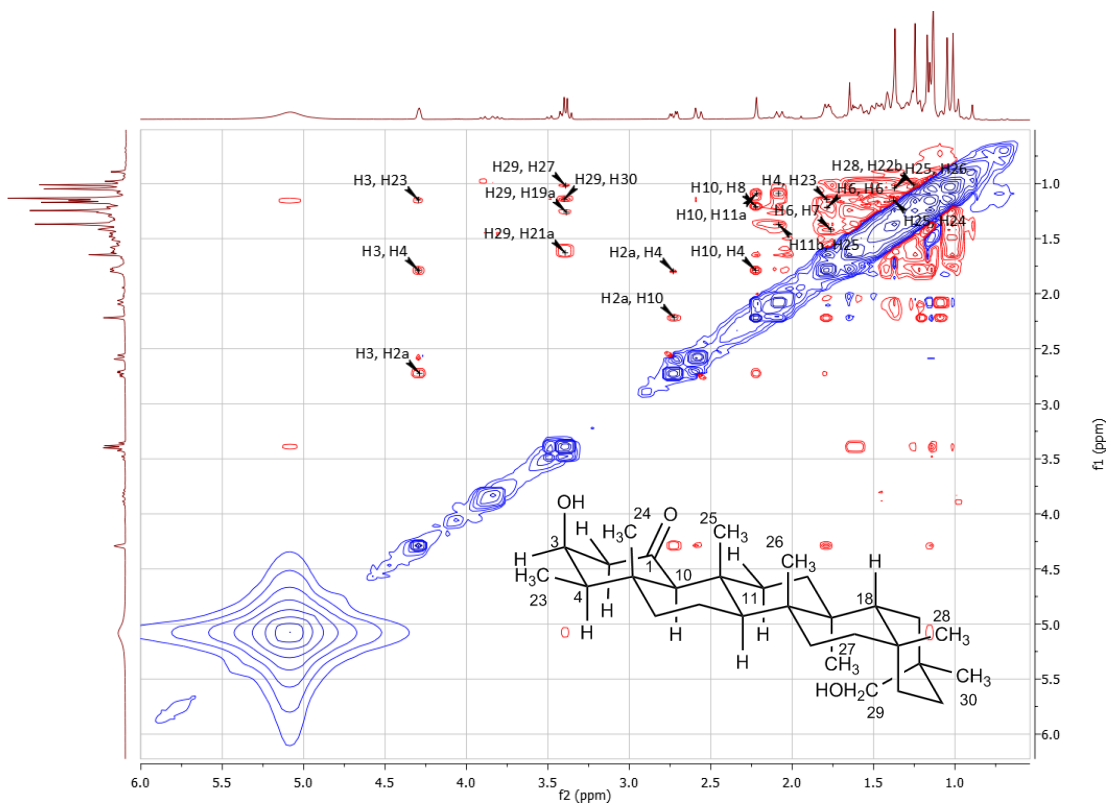 H29, H27
H28, H22b
H25, H26
H3, H23
H29, H30
H10, H8
H4, H23
H29, H19a
H6, H6
H10, H11a
H6, H7
H25, H24
H29, H21a
H11b, H25
H3, H4
H2a, H4
H10, H4
H2a, H10
H3, H2a
1.0
1.5
2.0
2.5
3.0
3.5
4.0
4.5
5.0
5.5
6.0
f1 (ppm)
OH
24
O
25
H3C
CH3
26
3
H
H
H
CH3
H
H3C
1
10
11
18
4
23
H
H
28
H
H
H
CH3
H
27
CH3
HOH2C
CH3
29
30
6.0 5.5 5.0 4.5 4.0 3.5 3.0 2.5 2.0 1.5 1.0
f2 (ppm)